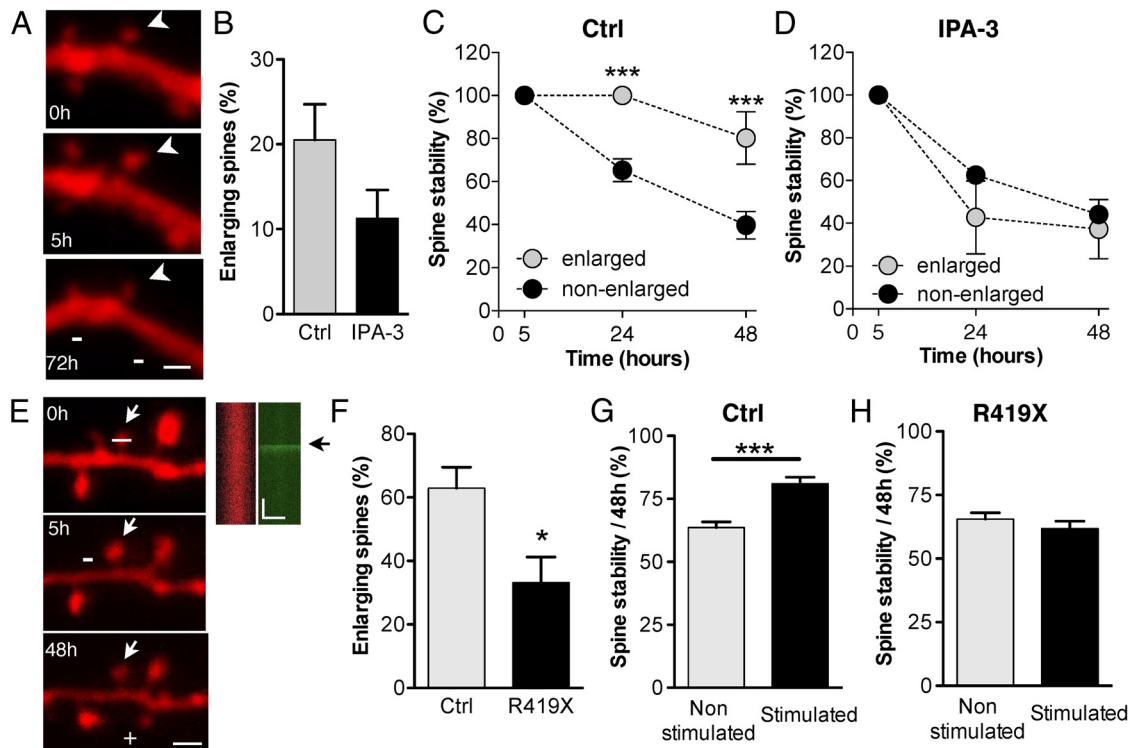 A
0h
5h
72h
B
Enlarging spines (%)
30
20
10
0
Ctrl
IPA-3
C
Ctrl
Spine stability (%)
120
100
80
60
40
20
0
***
***
enlarged
non-enlarged
0 5 24 48
Time (hours)
D
IPA-3
Spine stability (%)
120
100
80
60
40
20
0
enlarged
non-enlarged
0 5 24 48
Time (hours)
E
0h
5h
48h
+
F
Enlarging spines (%)
80
60
40
20
0
*
Ctrl
R419X
G
Ctrl
Spine stability / 48h (%)
100
75
50
25
0
***
Non
stimulated
Stimulated
H
R419X
Spine stability / 48h (%)
100
75
50
25
0
Non
stimulated
Stimulated